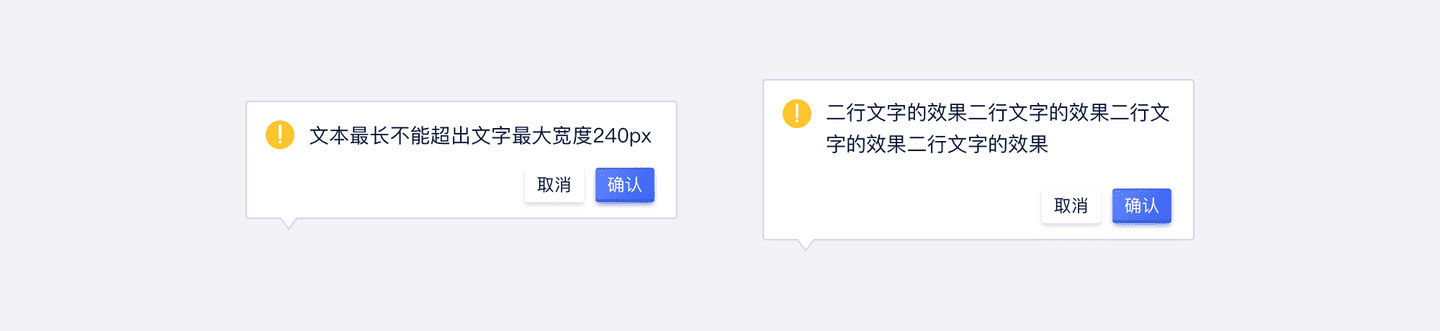 文本最长不能超出文字最大宽度240px
取消
确认
二行文字的效果二行文字的效果二行文
字的效果二行文字的效果
取消
确认